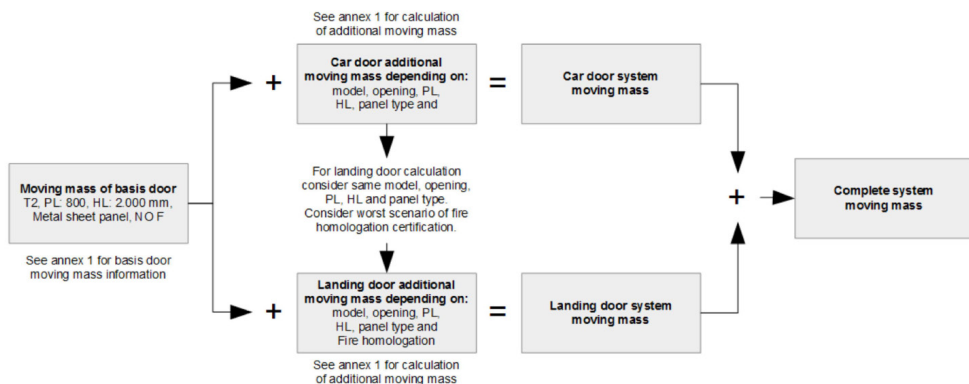 See annex 1 for calculation
of additional moving mass
Car door additional
moving mass depending on:
model, opening, PL,
HL, panel type and
+
=
Car door system
moving mass
For landing door calculation
consider same model, opening,
PL, HL and panel type.
Consider worst scenario of fire
homologation certification.
Moving mass of basis door
T2, PL: 800, HL: 2.000 mm,
Metal sheet panel, N O F
See annex 1 for basis door
moving mass information
+
Complete system
moving mass
+
Landing door additional
moving mass depending on:
model, opening, PL,
HL, panel type and
Fire homologation
=
Landing door system
moving mass
See annex 1 for calculation
of additional moving mass